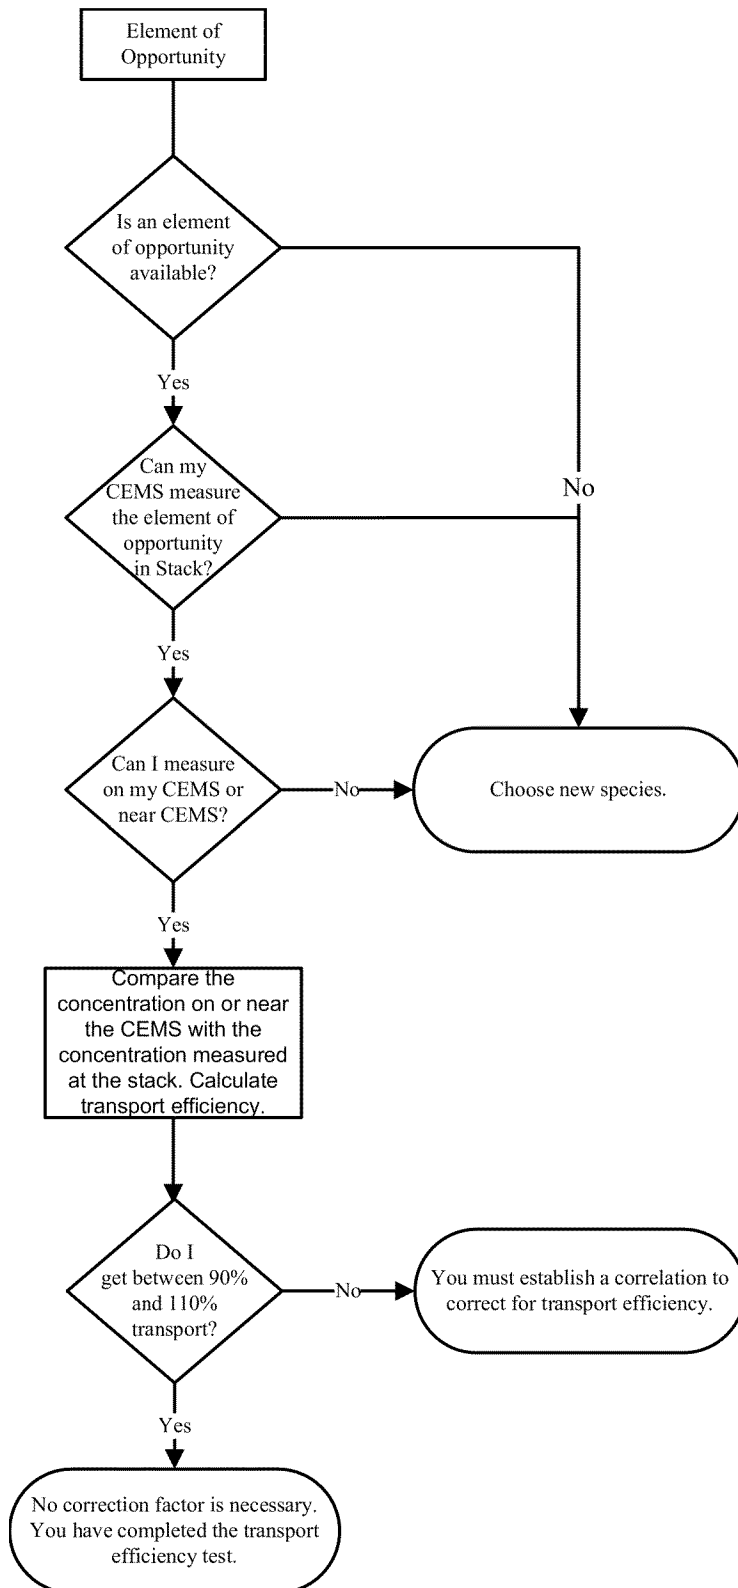 Element of
Opportunity
Is an element
of opportunity
available?
Yes
Can my
CEMS measure
the element of
opportunity
in Stack?
No
Yes
Can I measure
on my CEMS or
near CEMS?
No
Choose new species.
Yes
Compare the
concentration on or near
the CEMS with the
concentration measured
at the stack. Calculate
transport efficiency.
Do I
get between 90%
and 110%
transport?
No
You must establish a correlation to
correct for transport efficiency.
Yes
No correction factor is necessary.
You have completed the transport
efficiency test.